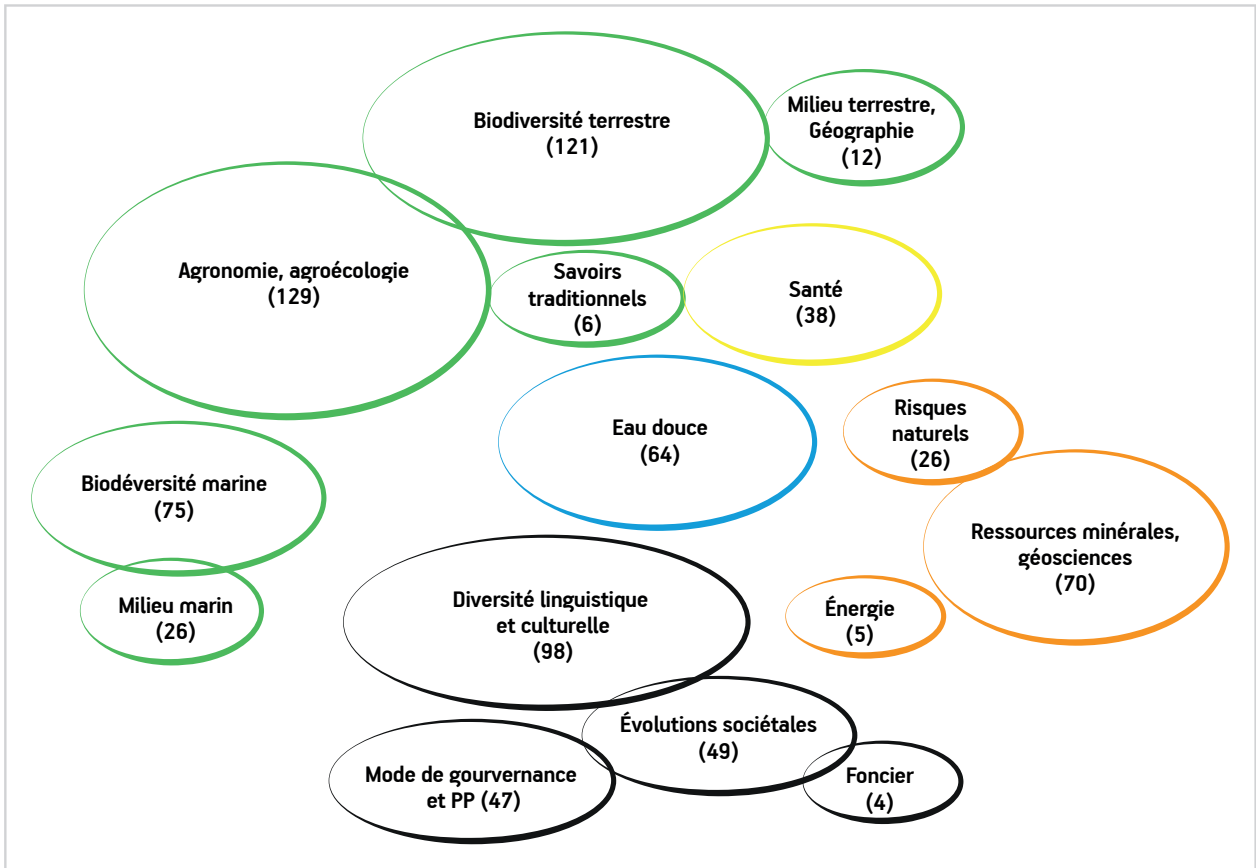 Biodiversité terrestre
(121)
Milieu terrestre,
Géographie
(12)
Agronomie, agroécologie
(129)
Savoirs
traditionnels
(6)
Santé
(38)
Eau douce
(64)
Risques
naturels
(26)
Biodéversité marine
(75)
Ressources minérales,
géosciences
(70)
Milieu marin
(26)
Diversité linguistique
et culturelle
(98)
Énergie
(5)
Évolutions sociétales
(49)
Mode de gourvernance
et PP (47)
Foncier
(4)